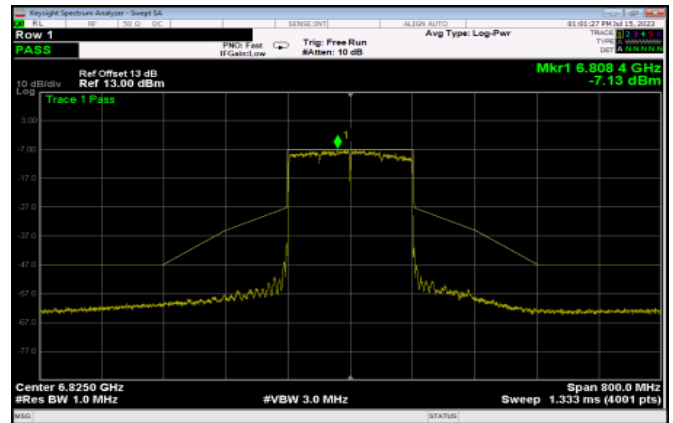 Keysight Spectrum Analyzer - Swept SA
RL RF 50 Ω DC SENSE:INT ALIGN AUTO 01:01:27 PM Jul 15, 2023
Row 1 Avg Type: Log-Pwr TRACE 1 2 3 4 5 6
PASS PNO: Fast Trig: Free Run TYPE A WWWWW
IFGain:Low #Atten: 10 dB DET A N N N N N
Mkr1 6.808 4 GHz
Ref Offset 13 dB
10 dB/div Ref 13.00 dBm -7.13 dBm
Log
Trace 1 Pass
3.00
1
-7.00
-17.0
-27.0
-37.0
-47.0
-57.0
-67.0
-77.0
Center 6.8250 GHz Span 800.0 MHz
#Res BW 1.0 MHz #VBW 3.0 MHz Sweep 1.333 ms (4001 pts)
MSG STATUS